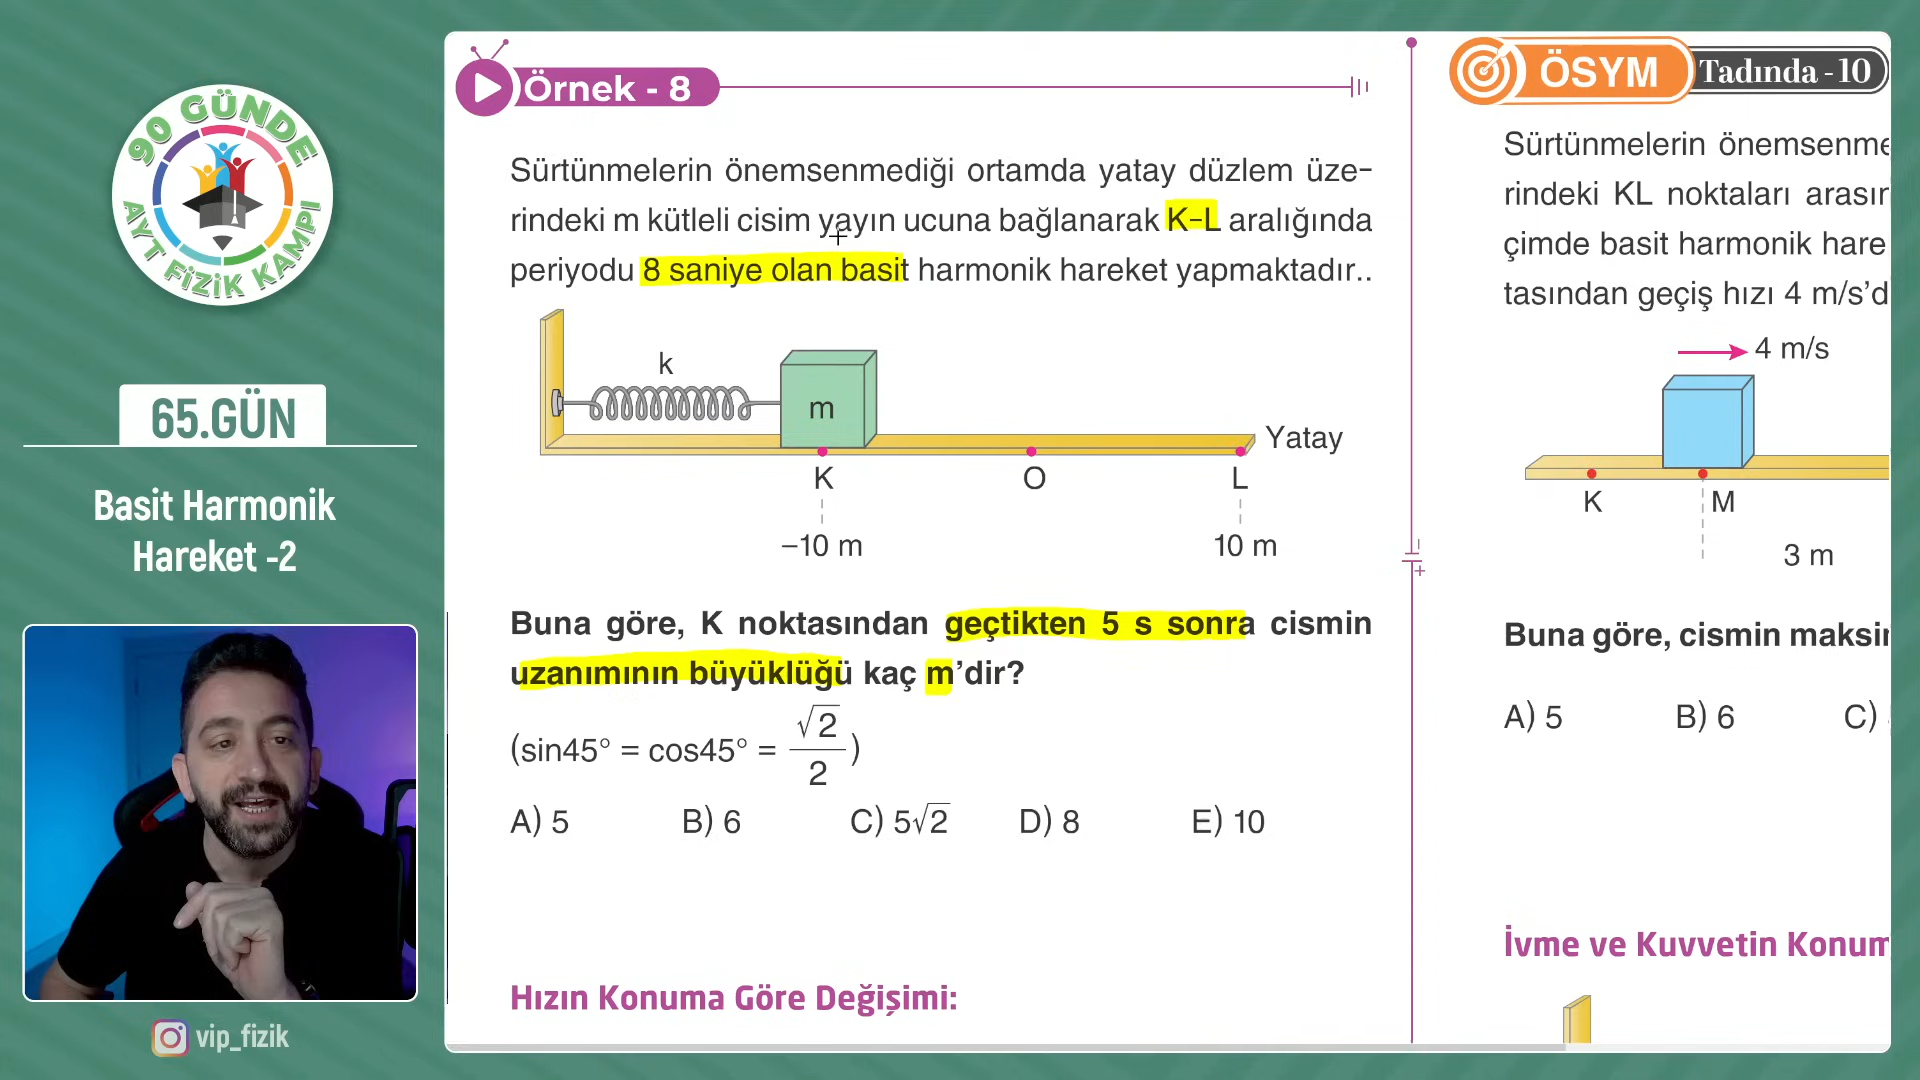 90 GÜNDE
AYT FİZİK KAMPI
65.GÜN
Basit Harmonik
Hareket -2
vip_fizik
Örnek - 8
Sürtünmelerin önemsenmediği ortamda yatay düzlem üze-
rindeki m kütleli cisim yayın ucuna bağlanarak K-L aralığında
periyodu 8 saniye olan basit harmonik hareket yapmaktadır..
k
m
Yatay
K O L
–10 m 10 m
Buna göre, K noktasından geçtikten 5 s sonra cismin
uzanımının büyüklüğü kaç m’dir?
(sin45° = cos45° = √2/2)
A) 5 B) 6 C) 5√2 D) 8 E) 10
Hızın Konuma Göre Değişimi:
ÖSYM Tadında - 10
Sürtünmelerin önemsenme
rindeki KL noktaları arasır
çimde basit harmonik hare
tasından geçiş hızı 4 m/s’d
4 m/s
K M
3 m
Buna göre, cismin maksir
A) 5 B) 6 C)
İvme ve Kuvvetin Konum